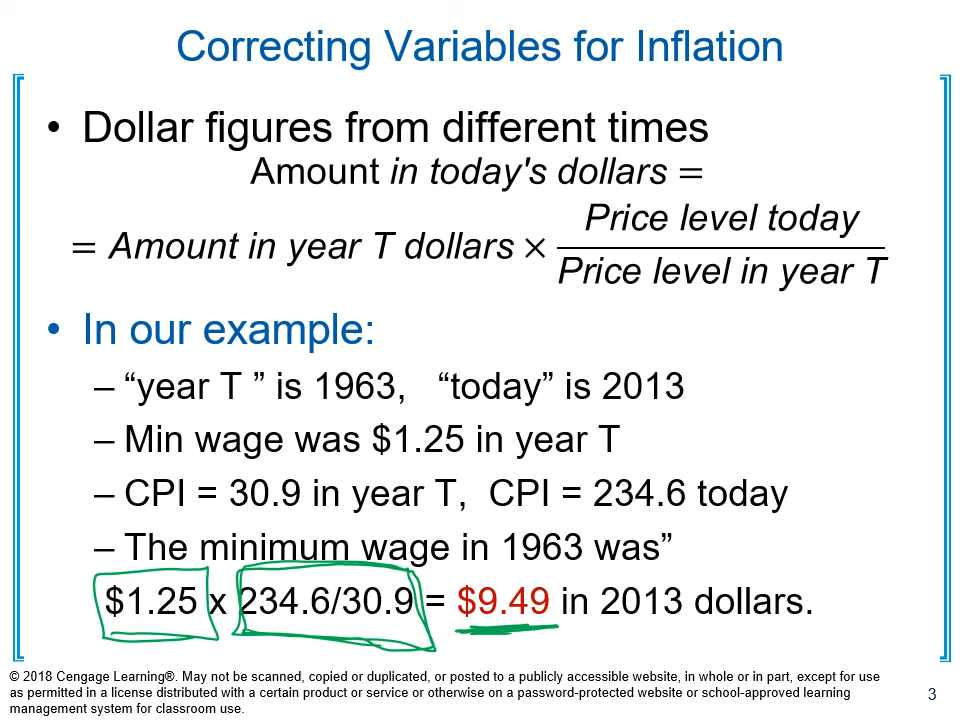 Correcting Variables for Inflation
• Dollar figures from different times
Amount in today's dollars =
= Amount in year T dollars × Price level today / Price level in year T
• In our example:
– “year T ” is 1963, “today” is 2013
– Min wage was $1.25 in year T
– CPI = 30.9 in year T, CPI = 234.6 today
– The minimum wage in 1963 was”
$1.25 x 234.6/30.9 = $9.49 in 2013 dollars.
© 2018 Cengage Learning®. May not be scanned, copied or duplicated, or posted to a publicly accessible website, in whole or in part, except for use
as permitted in a license distributed with a certain product or service or otherwise on a password-protected website or school-approved learning
management system for classroom use.
3